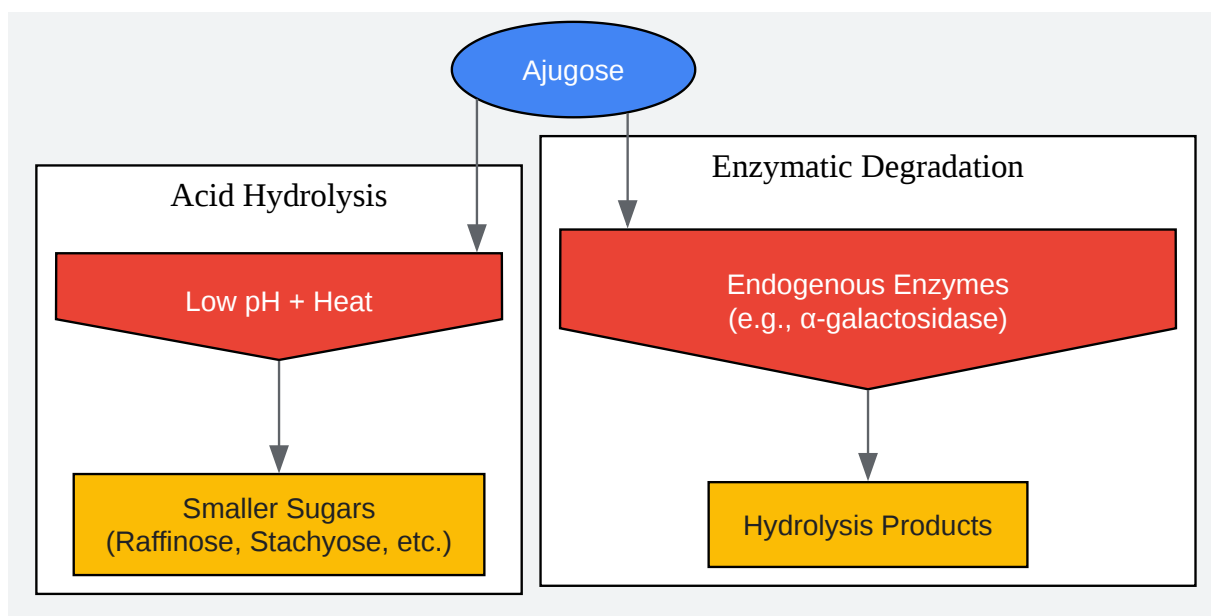 Ajugose
Acid Hydrolysis
Low pH + Heat
Smaller Sugars
(Raffinose, Stachyose, etc.)
Enzymatic Degradation
Endogenous Enzymes
(e.g., α-galactosidase)
Hydrolysis Products